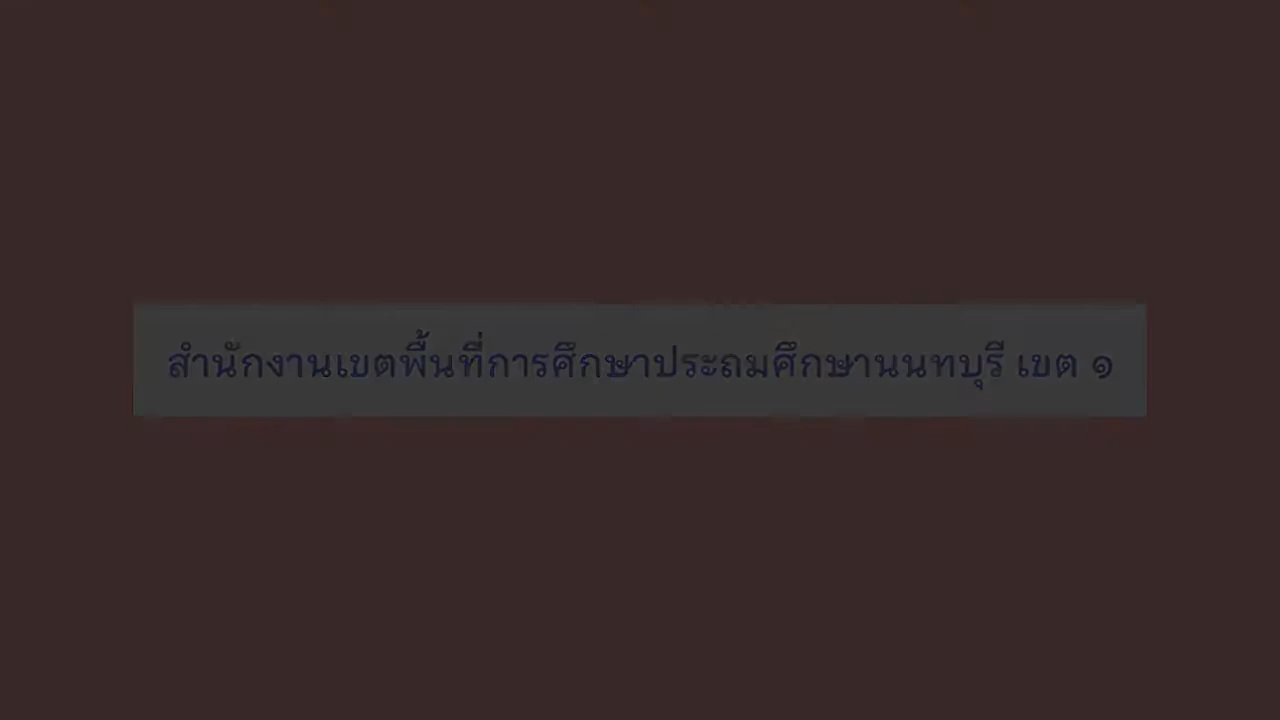 สำนักงานเขตพื้นที่การศึกษาประถมศึกษานนทบุรี เขต ๑